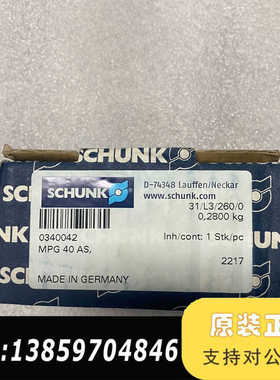 SCHUNK
SCHUNK
D-74348 Lauffen/Neckar
www.schunk.com
31/L3/260/0
0,2800 kg
0340042
Inh/cont: 1 Stk/pc
MPG 40 AS,
2217
MADE IN GERMANY
:13859704846
原装正
支持对公